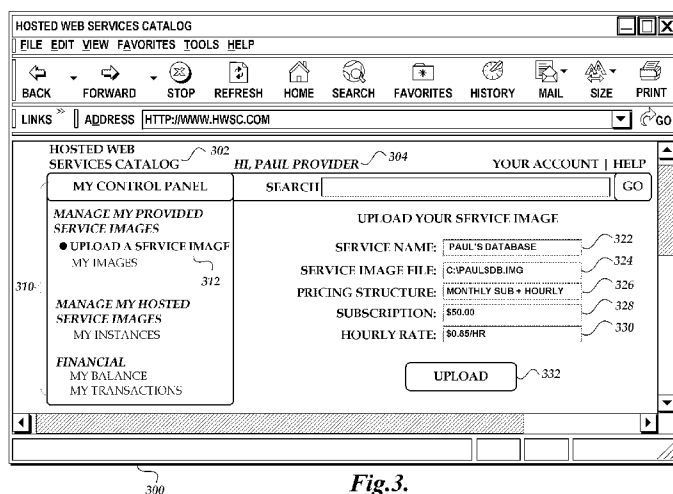 HOSTED WEB SERVICES CATALOG
FILE EDIT VIEW FAVORITES TOOLS HELP
BACK FORWARD STOP REFRESH HOME SEARCH FAVORITES HISTORY MAIL SIZE PRINT
LINKS » ADDRESS HTTP://WWW.HWSC.COM GO
HOSTED WEB
SERVICES CATALOG 302 HI, PAUL PROVIDER 304 YOUR ACCOUNT | HELP
MY CONTROL PANEL SEARCH GO
MANAGE MY PROVIDED
SERVICE IMAGES
UPLOAD YOUR SERVICE IMAGE
● UPLOAD A SERVICE IMAGE
SERVICE NAME: PAUL'S DATABASE 322
MY IMAGES
312
SERVICE IMAGE FILE: C:\PAULSDB.IMG 324
310
PRICING STRUCTURE: MONTHLY SUB + HOURLY 326
MANAGE MY HOSTED
SERVICE IMAGES
SUBSCRIPTION: $50.00 328
MY INSTANCES
HOURLY RATE: $0.85/HR 330
FINANCIAL
MY BALANCE
MY TRANSACTIONS
UPLOAD 332
300
Fig.3.